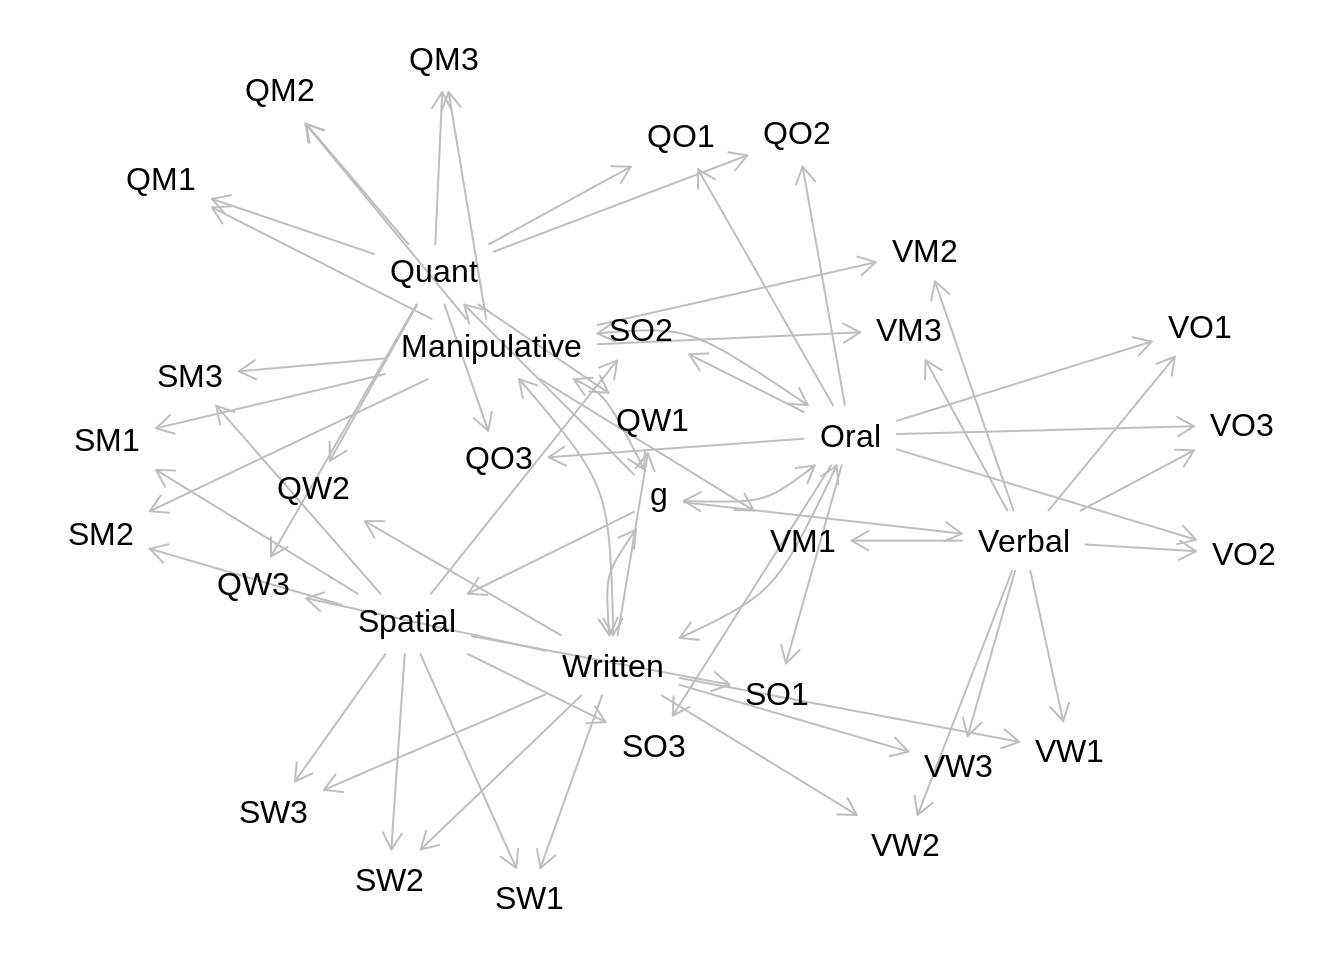 QM3
QM2
QO1
QO2
QM1
VM2
Quant
VO1
SO2
VM3
Manipulative
SM3
QW1
VO3
SM1
Oral
QO3
QW2
g
SM2
VM1
Verbal
VO2
QW3
Spatial
Written
SO1
SO3
VW1
VW3
SW3
VW2
SW2
SW1